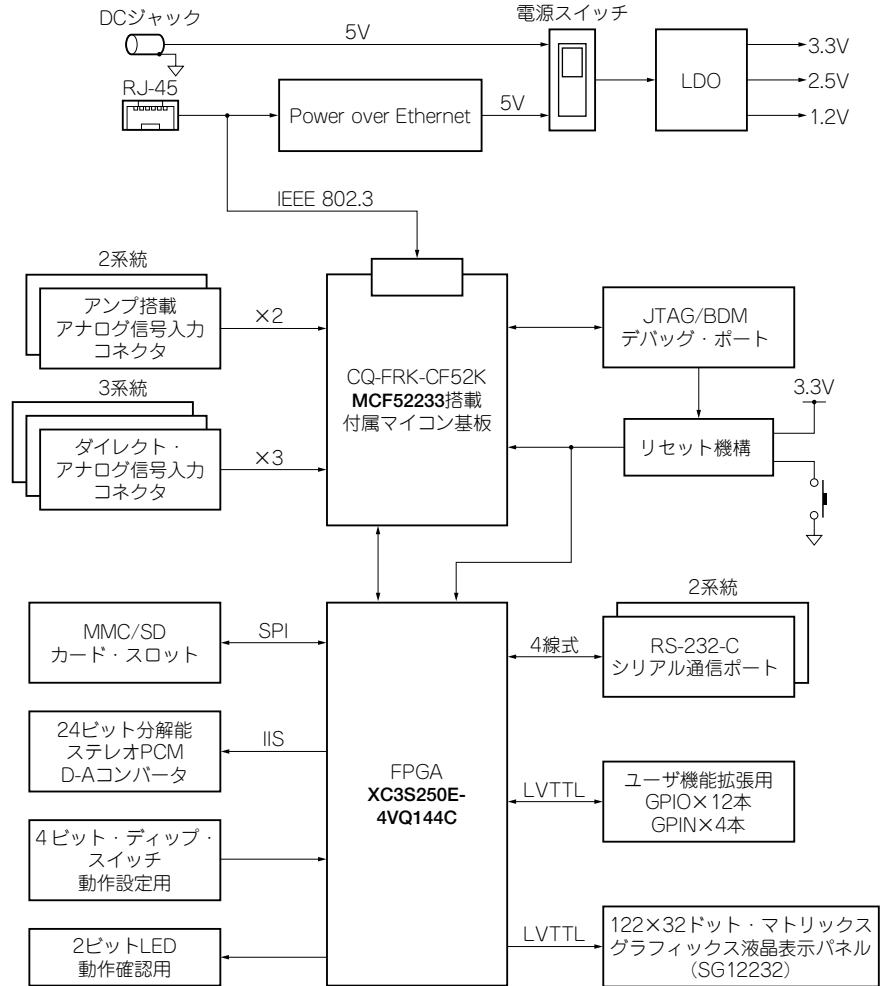 DCジャック
5V
電源スイッチ
RJ-45
Power over Ethernet
5V
LDO
3.3V
2.5V
1.2V
IEEE 802.3
2系統
アンプ搭載
アナログ信号入力
コネクタ
×2
3系統
ダイレクト・
アナログ信号入力
コネクタ
×3
CQ-FRK-CF52K
MCF52233搭載
付属マイコン基板
JTAG/BDM
デバッグ・ポート
3.3V
リセット機構
MMC/SD
カード・スロット
SPI
24ビット分解能
ステレオPCM
D-Aコンバータ
IIS
4ビット・ディップ・
スイッチ
動作設定用
2ビットLED
動作確認用
FPGA
XC3S250E-
4VQ144C
2系統
4線式
RS-232-C
シリアル通信ポート
LVTTL
ユーザ機能拡張用
GPIO×12本
GPIN×4本
LVTTL
122×32ドット・マトリックス
グラフィックス液晶表示パネル
(SG12232)